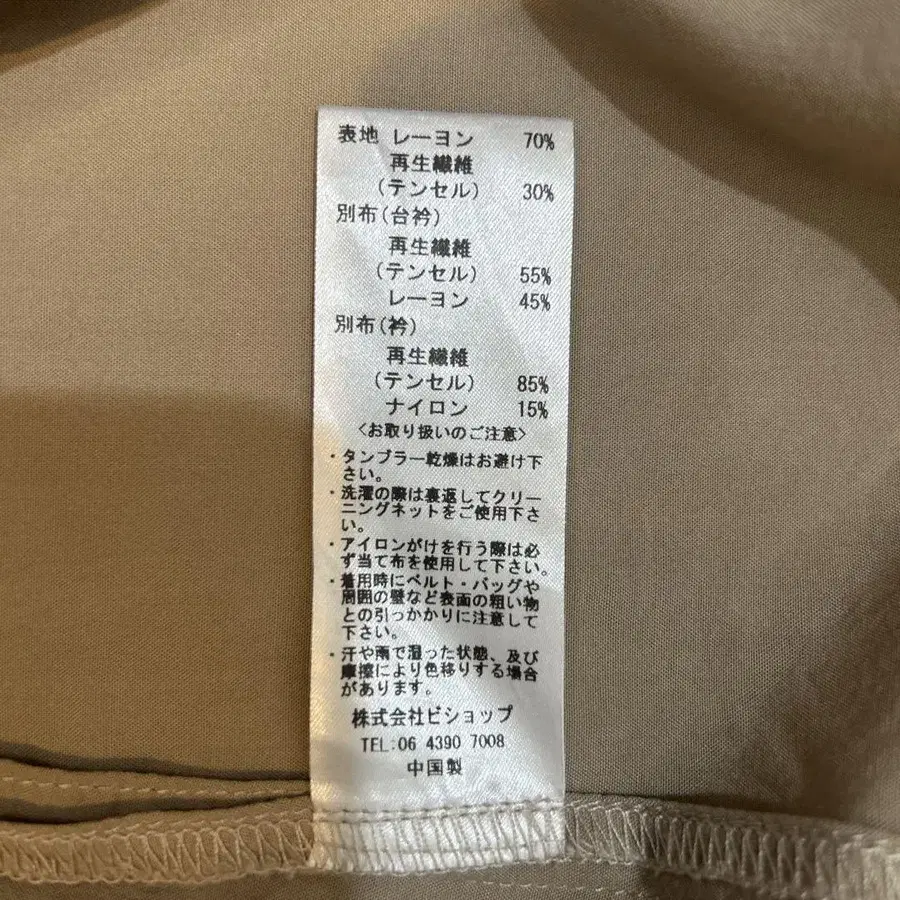 表地 レーヨン 70%
再生繊維
(テンセル) 30%
別布(台衿)
再生繊維
(テンセル) 55%
レーヨン 45%
別布(衿)
再生繊維
(テンセル) 85%
ナイロン 15%
<お取り扱いのご注意>
・タンブラー乾燥はお避け下
さい。
・洗濯の際は裏返してクリー
ニングネットをご使用下さ
い。
・アイロンがけを行う際は必
ず当て布を使用して下さい。
・着用時にベルト・バッグや
周囲の壁など表面の粗い物
との引っかかりに注意して
下さい。
・汗や雨で湿った状態、及び
摩擦により色移りする場合
があります。
株式会社ビショップ
TEL:06 4390 7008
中国製